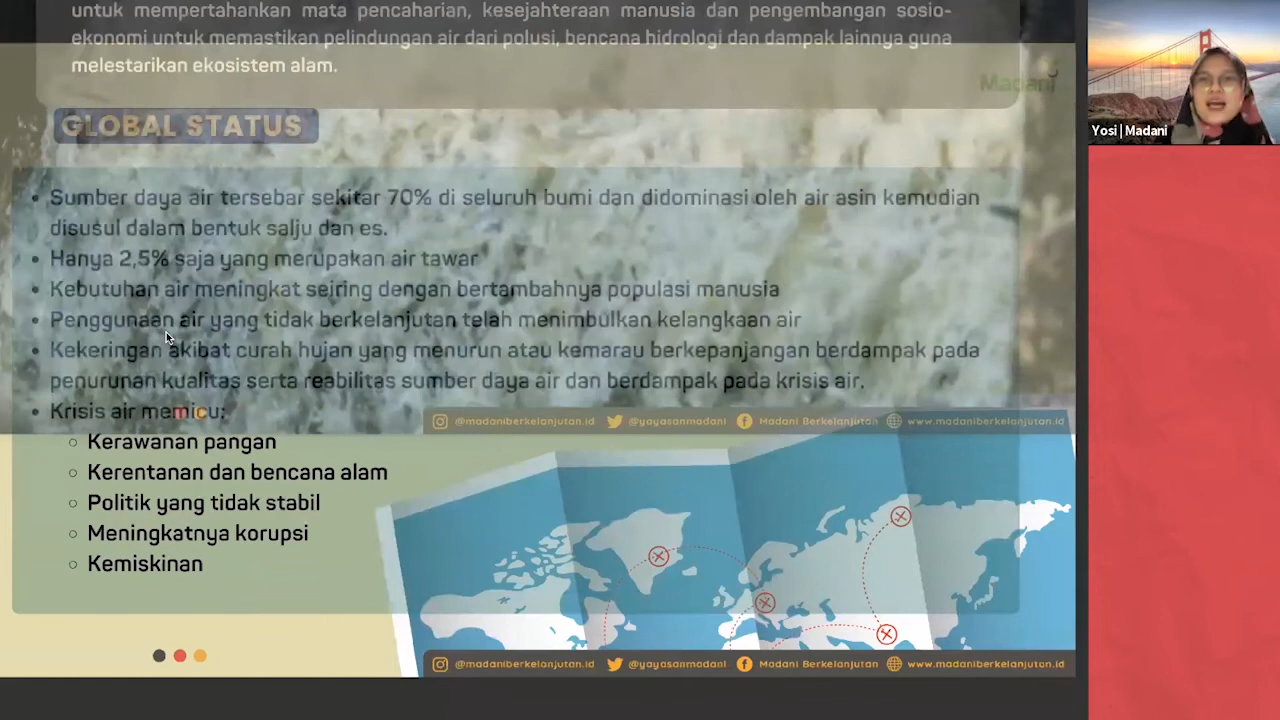 untuk mempertahankan mata pencaharian, kesejahteraan manusia dan pengembangan sosio-
ekonomi untuk memastikan pelindungan air dari polusi, bencana hidrologi dan dampak lainnya guna
melestarikan ekosistem alam.
Madani
GLOBAL STATUS
• Sumber daya air tersebar sekitar 70% di seluruh bumi dan didominasi oleh air asin kemudian
disusul dalam bentuk salju dan es.
• Hanya 2,5% saja yang merupakan air tawar
• Kebutuhan air meningkat seiring dengan bertambahnya populasi manusia
• Penggunaan air yang tidak berkelanjutan telah menimbulkan kelangkaan air
• Kekeringan akibat curah hujan yang menurun atau kemarau berkepanjangan berdampak pada
penurunan kualitas serta reabilitas sumber daya air dan berdampak pada krisis air.
• Krisis air memicu:
○ Kerawanan pangan
○ Kerentanan dan bencana alam
○ Politik yang tidak stabil
○ Meningkatnya korupsi
○ Kemiskinan
@madaniberkelanjutan.id @yayasanmadani Madani Berkelanjutan www.madaniberkelanjutan.id
@madaniberkelanjutan.id @yayasanmadani Madani Berkelanjutan www.madaniberkelanjutan.id
Yosi | Madani